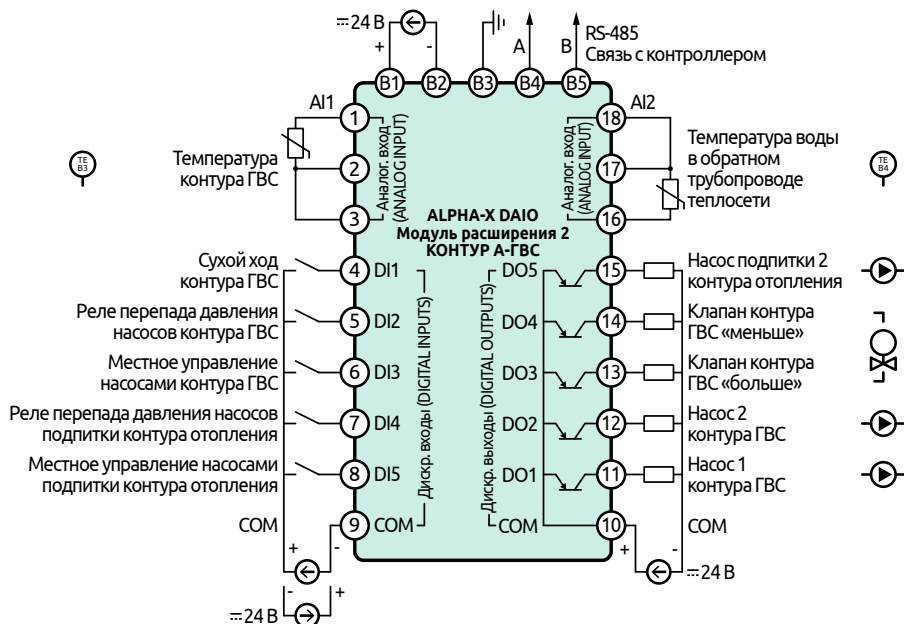 ⎓24 В
+ -
RS-485
Связь с контроллером
A B
B1 B2 B3 B4 B5
AI1
AI2
1
2
3
Аналог. вход
(ANALOG INPUT)
Аналог. вход
(ANALOG INPUT)
18
17
16
TE
B3
Температура
контура ГВС
Температура воды
в обратном
трубопроводе
теплосети
TE
B4
ALPHA-X DAIO
Модуль расширения 2
КОНТУР А-ГВС
Сухой ход
контура ГВС
4 DI1
DO5 15
Насос подпитки 2
контура отопления
Реле перепада давления
насосов контура ГВС
5 DI2
DO4 14
Клапан контура
ГВС «меньше»
Местное управление
насосами контура ГВС
6 DI3
DO3 13
Клапан контура
ГВС «больше»
Реле перепада давления насосов
подпитки контура отопления
7 DI4
DO2 12
Насос 2
контура ГВС
Местное управление насосами
подпитки контура отопления
8 DI5
DO1 11
Насос 1
контура ГВС
Дискр. входы (DIGITAL INPUTS)
Дискр. выходы (DIGITAL OUTPUTS)
COM
9 COM
COM 10
COM
+ -
+ -
⎓24 В
- +
⎓24 В